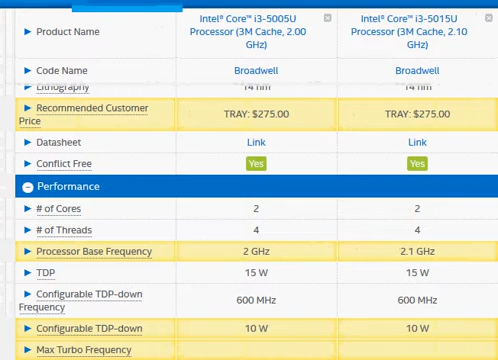 Product Name
Intel® Core™ i3-5005U
Processor (3M Cache, 2.00
GHz)
Intel® Core™ i3-5015U
Processor (3M Cache, 2.10
GHz)
Code Name Broadwell Broadwell
Lithography 14 nm 14 nm
Recommended Customer
Price
TRAY: $275.00 TRAY: $275.00
Datasheet Link Link
Conflict Free Yes Yes
Performance
# of Cores 2 2
# of Threads 4 4
Processor Base Frequency 2 GHz 2.1 GHz
TDP 15 W 15 W
Configurable TDP-down
Frequency
600 MHz 600 MHz
Configurable TDP-down 10 W 10 W
Max Turbo Frequency